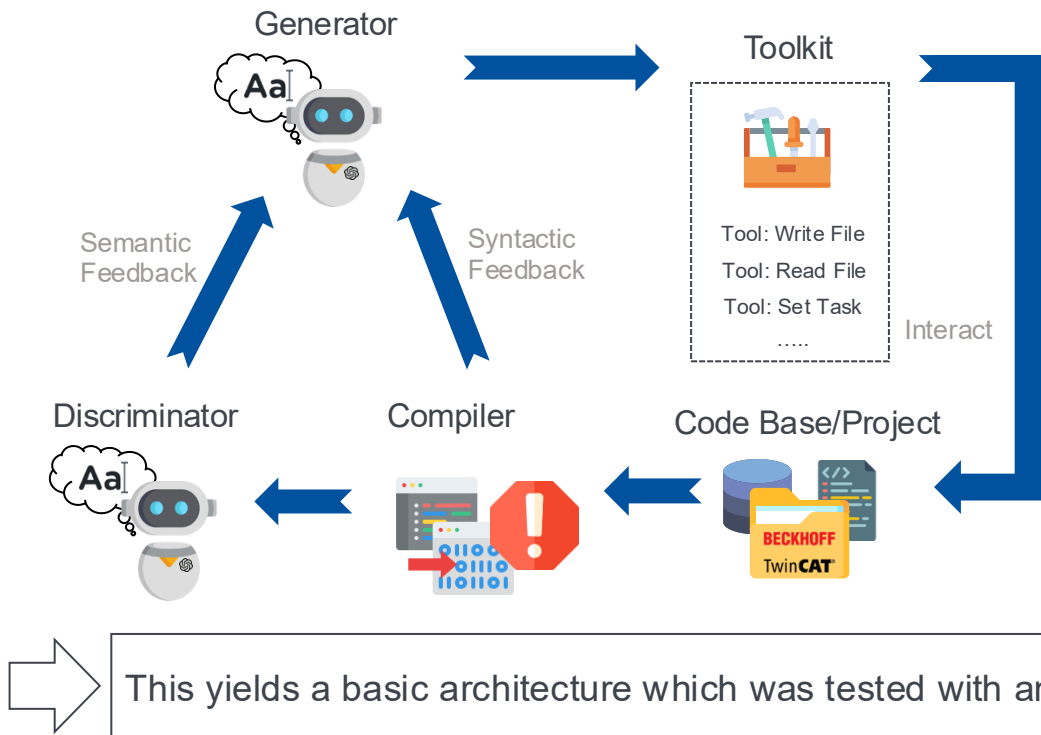 Generator
Toolkit
Aa
Tool: Write File
Tool: Read File
Tool: Set Task
.....
Semantic
Feedback
Syntactic
Feedback
Interact
Discriminator
Compiler
Code Base/Project
Aa
</>
BECKHOFF
TwinCAT
This yields a basic architecture which was tested with